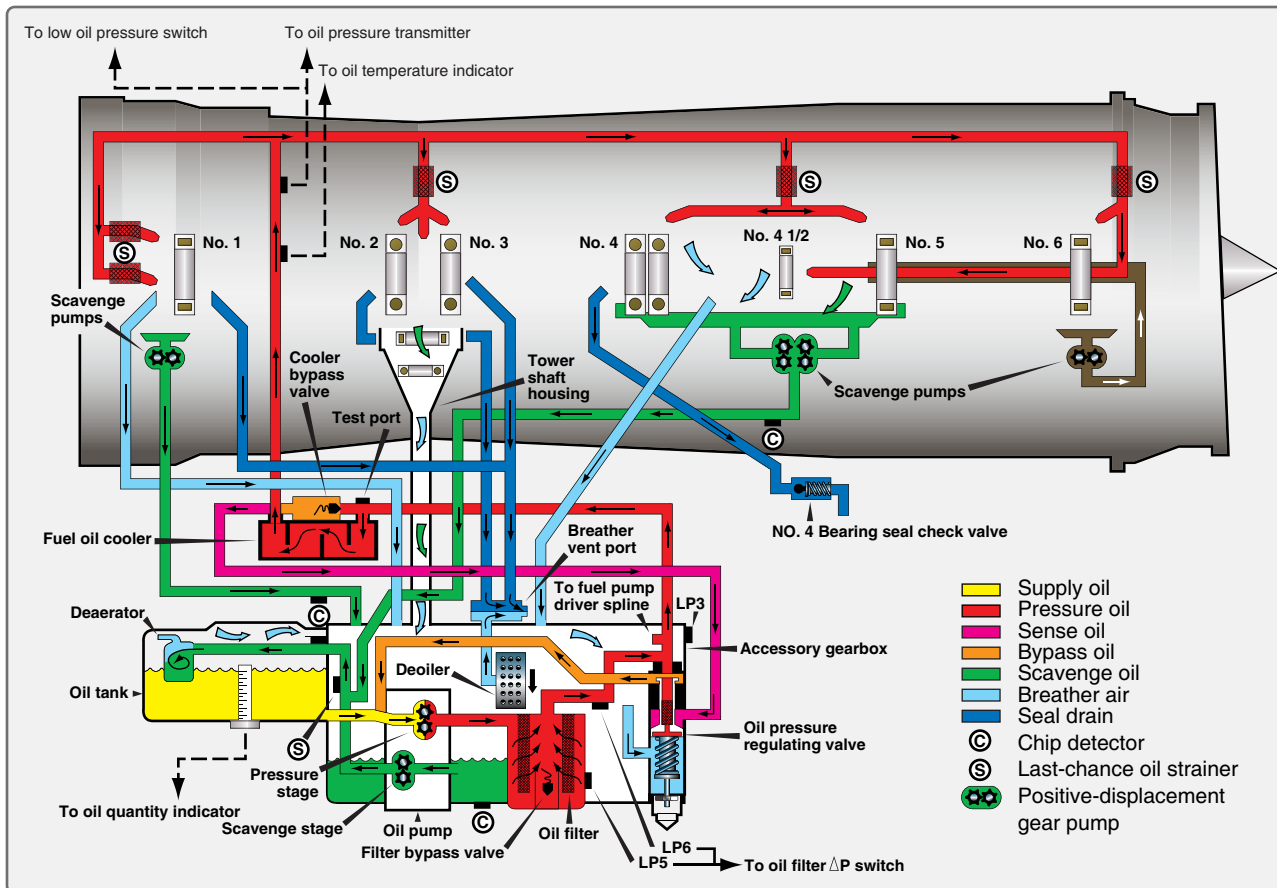 To low oil pressure switch
To oil pressure transmitter
To oil temperature indicator
S
S
S
No. 1
No. 2
No. 3
No. 4
No. 4 1/2
No. 5
No. 6
S
Scavenge
pumps
Cooler
bypass
valve
Test port
Tower
shaft
housing
Scavenge pumps
C
Fuel oil cooler
NO. 4 Bearing seal check valve
Breather
vent port
To fuel pump
driver spline
LP3
Deaerator
C
Accessory gearbox
Oil tank
Deoiler
Oil pressure
regulating valve
S
Pressure
stage
To oil quantity indicator
Scavenge stage
Oil pump
C
Filter bypass valve
Oil filter
LP6
LP5
To oil filter ΔP switch
Supply oil
Pressure oil
Sense oil
Bypass oil
Scavenge oil
Breather air
Seal drain
C Chip detector
S Last-chance oil strainer
Positive-displacement
gear pump